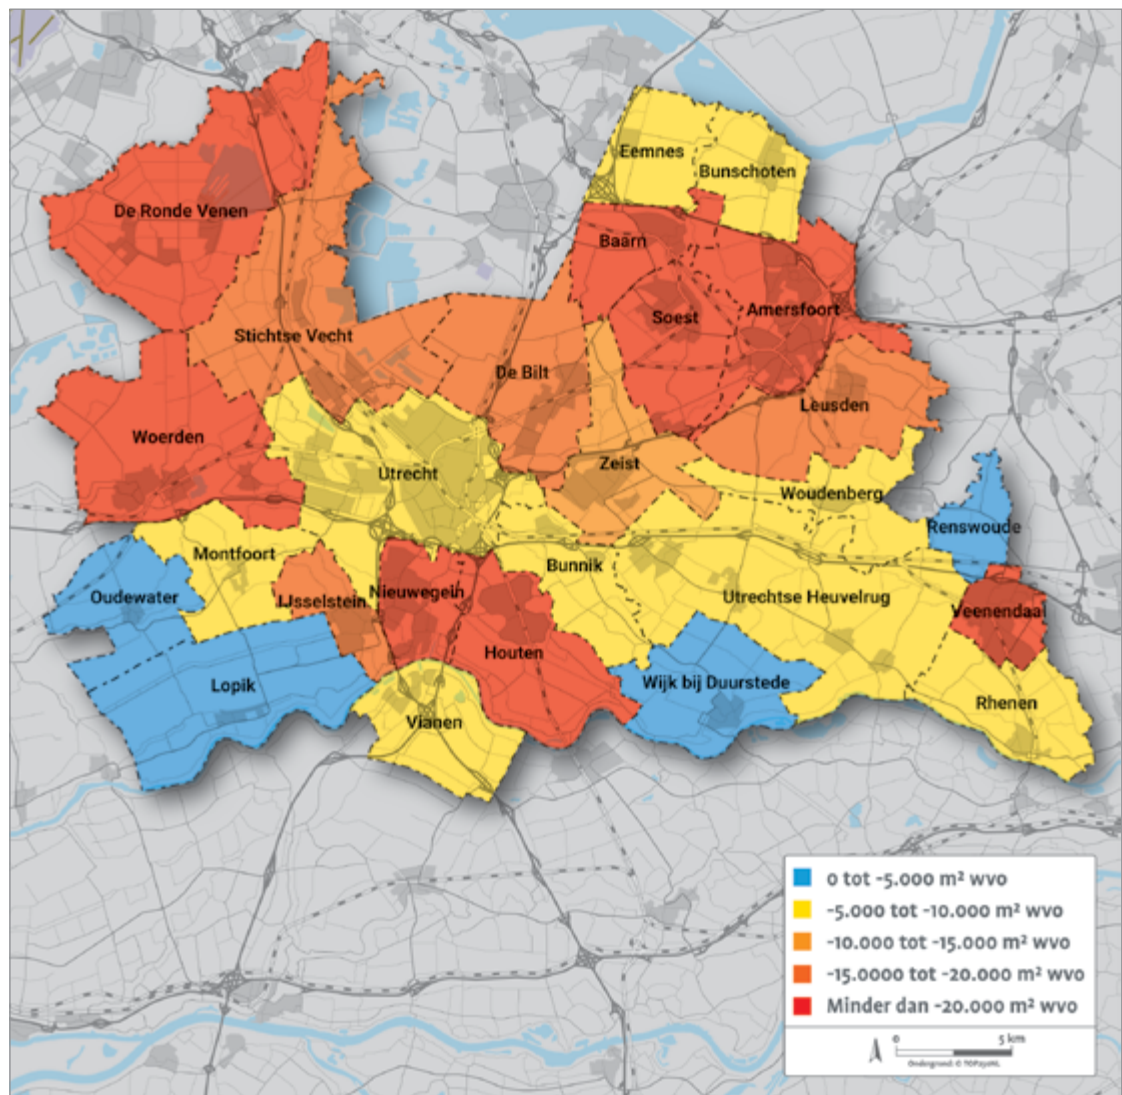 Eemnes
Bunschoten
De Ronde Venen
Baarn
Amersfoort
Soest
Stichtse Vecht
De Bilt
Leusden
Woerden
Zeist
Utrecht
Woudenberg
Renswoude
Montfoort
Bunnik
Nieuwegein
Oudewater
IJsselstein
Utrechtse Heuvelrug
Veenendaal
Houten
Lopik
Wijk bij Duurstede
Rhenen
Vianen
0 tot -5.000 m² wvo
-5.000 tot -10.000 m² wvo
-10.000 tot -15.000 m² wvo
-15.0000 tot -20.000 m² wvo
Minder dan -20.000 m² wvo
0 5 km
Ondergrond: © TOP250NL